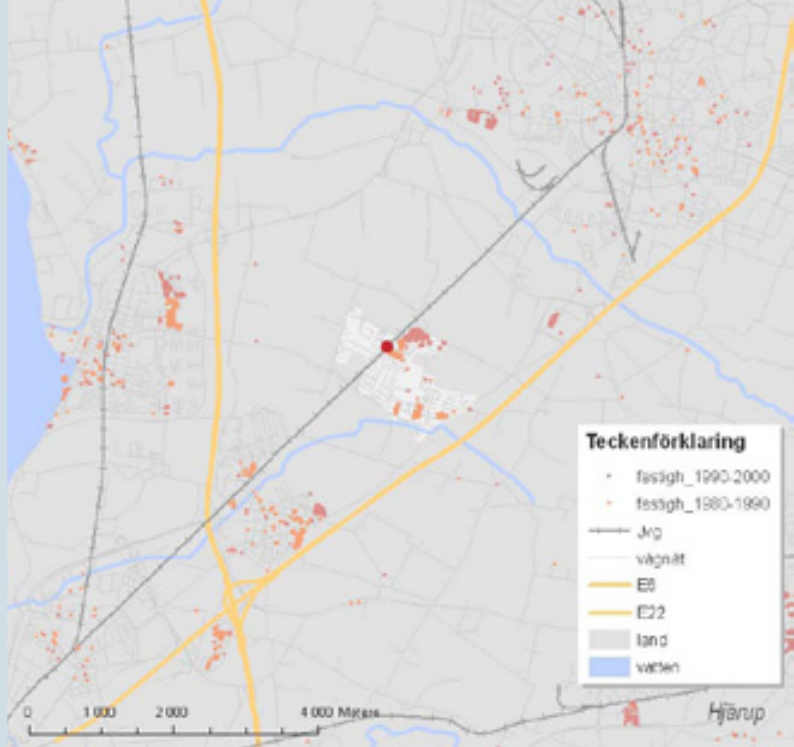 Teckenförklaring
fastigh_1990-2000
fastigh_1980-1990
Jvg
vägnät
E6
E22
land
vatten
0 1 000 2 000 4 000 Meters
Hjärup